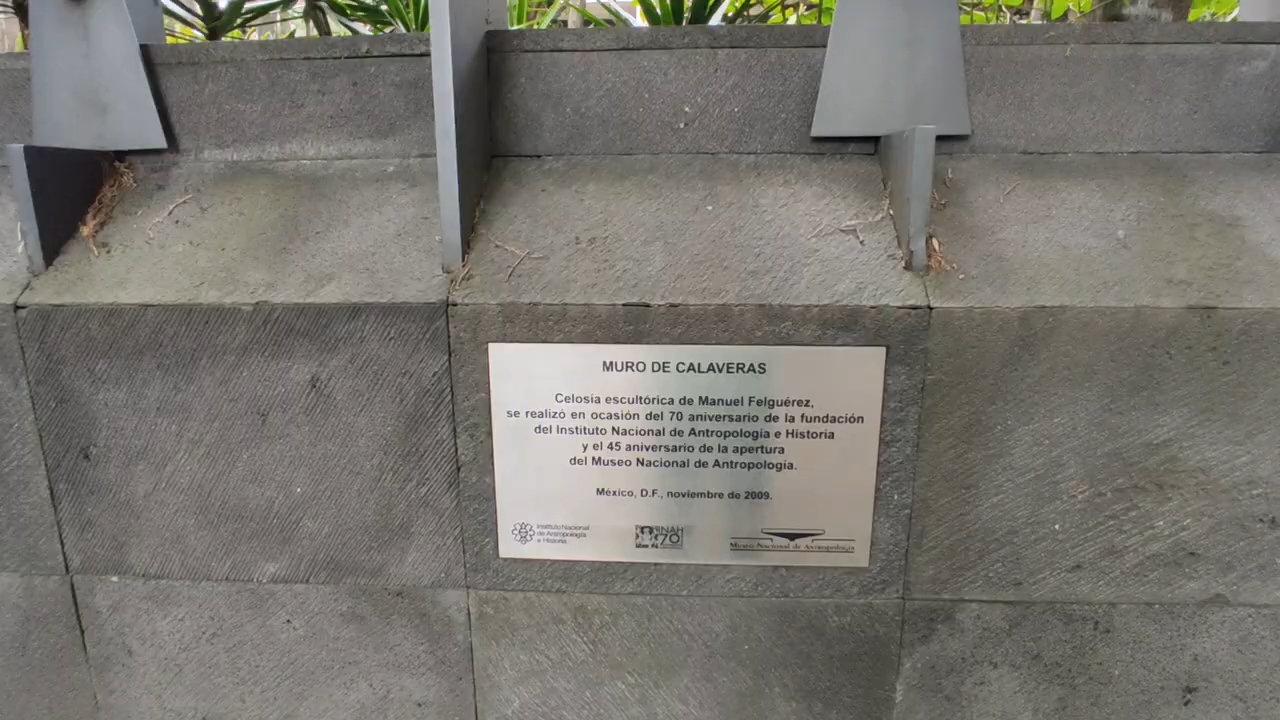 MURO DE CALAVERAS
Celosía escultórica de Manuel Felguérez,
se realizó en ocasión del 70 aniversario de la fundación
del Instituto Nacional de Antropología e Historia
y el 45 aniversario de la apertura
del Museo Nacional de Antropología.
México, D.F., noviembre de 2009.
Instituto Nacional
de Antropología
e Historia
INAH
70
Museo Nacional de Antropología